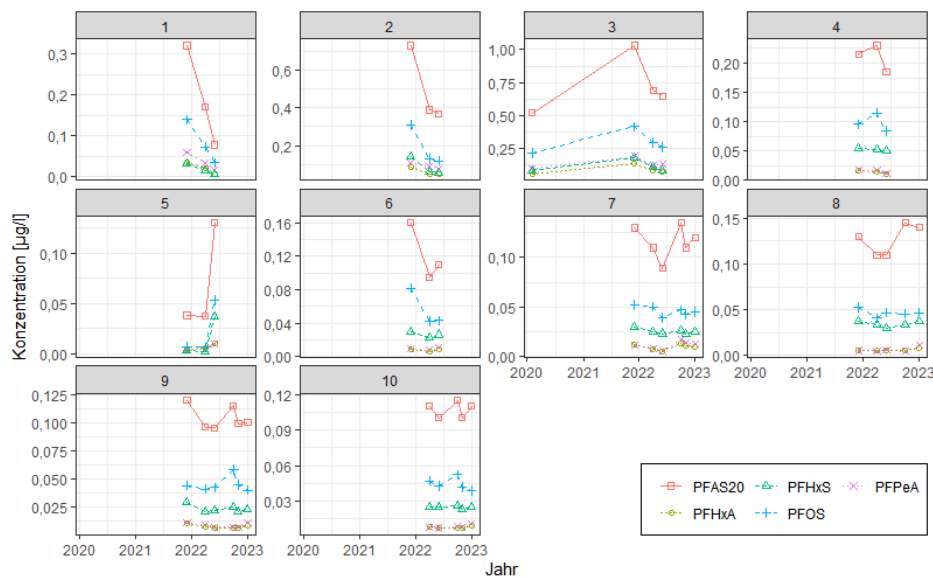 1 2 3 4
0,3 0,6 1,00 0,20
0,2 0,4 0,75 0,15
0,1 0,2 0,50 0,10
0,0 0,25 0,05
0,00
5 6 7 8
0,10 0,16 0,15 0,15
0,05 0,12 0,10 0,10
0,00 0,08 0,05 0,05
0,04 0,00 0,00
0,00
2020 2021 2022 2023 2020 2021 2022 2023
9 10
0,125 0,12
0,100 0,09
0,075 0,06
0,050 0,03
0,025
2020 2021 2022 2023 2020 2021 2022 2023
Konzentration [µg/l]
Jahr
PFAS20 PFHxS PFPeA
PFHxA PFOS